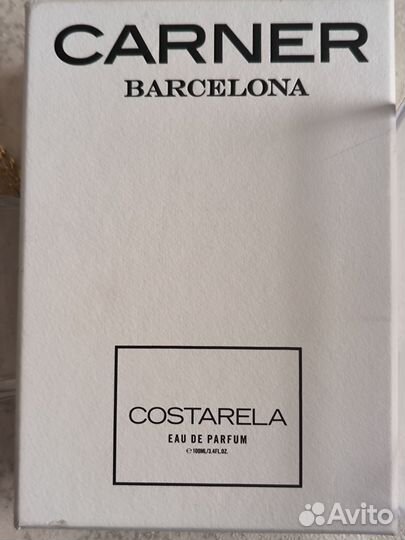 CARNER
BARCELONA
COSTARELA
EAU DE PARFUM
℮ 100ML/3.4FL.OZ.
Avito